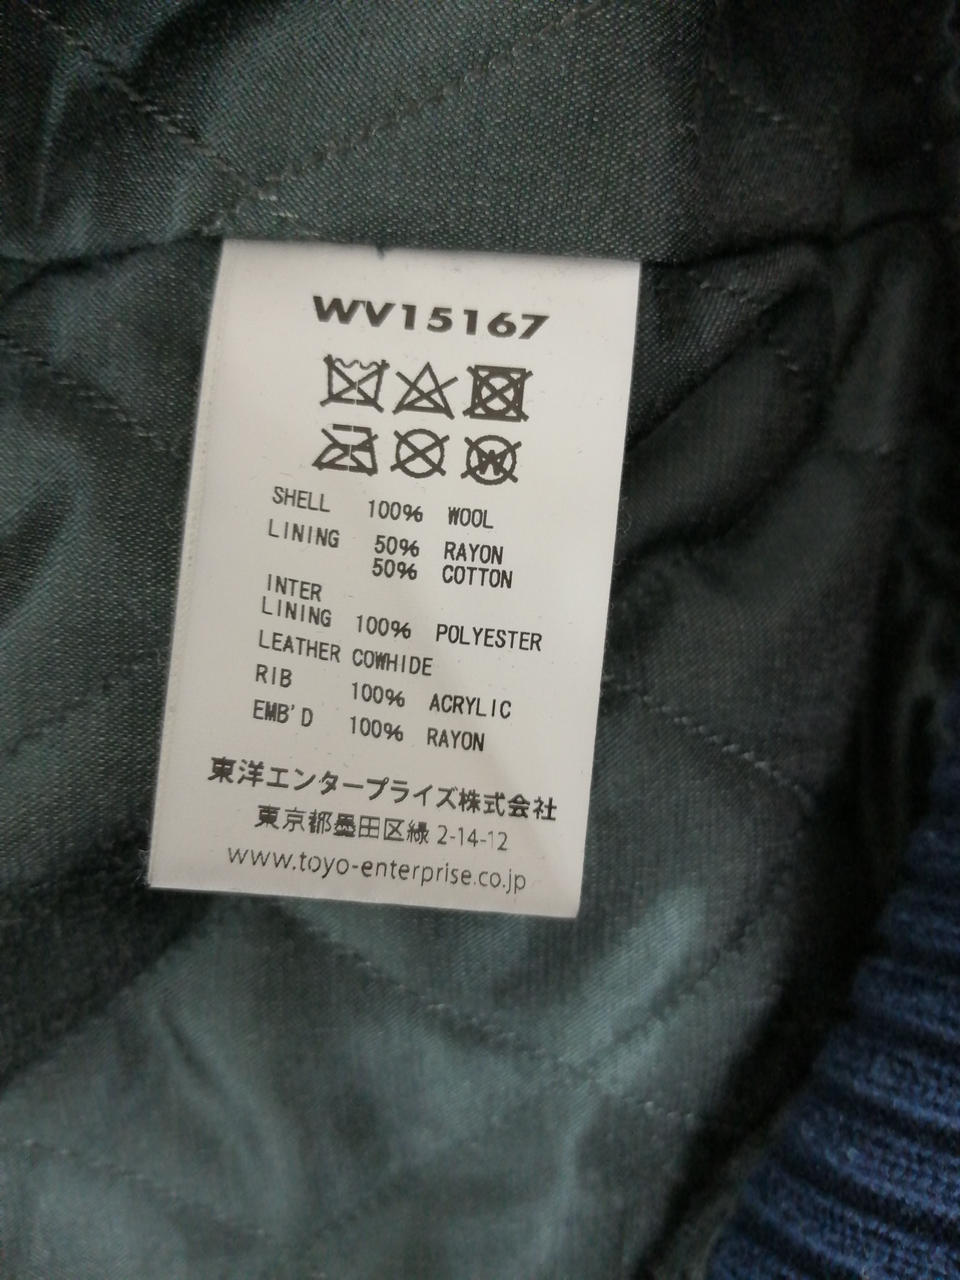 WV15167
SHELL 100% WOOL
LINING 50% RAYON
50% COTTON
INTER
LINING 100% POLYESTER
LEATHER COWHIDE
RIB 100% ACRYLIC
EMB'D 100% RAYON
東洋エンタープライズ株式会社
東京都墨田区緑 2-14-12
www.toyo-enterprise.co.jp